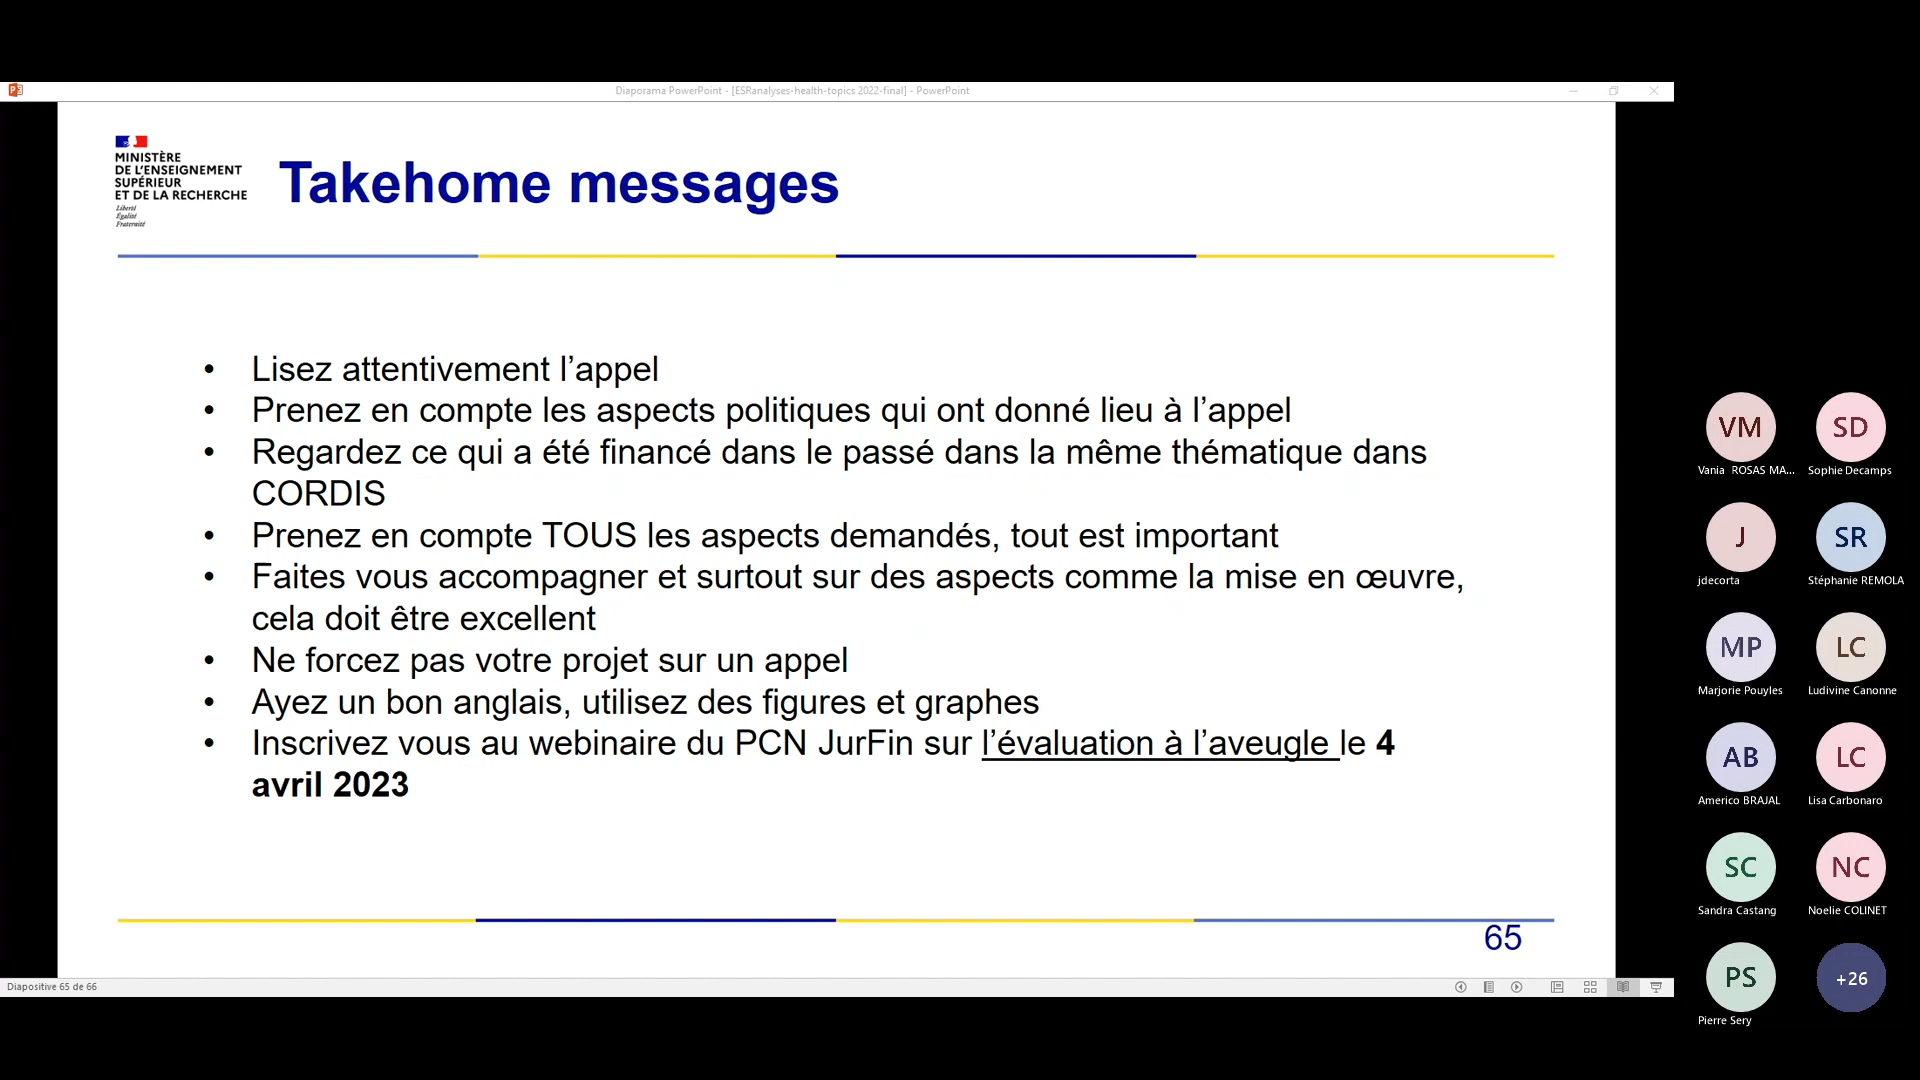 Diaporama PowerPoint - [ESRanalyses-health-topics 2022-final] - PowerPoint
MINISTÈRE
DE L'ENSEIGNEMENT
SUPÉRIEUR
ET DE LA RECHERCHE
Liberté
Égalité
Fraternité
Takehome messages
• Lisez attentivement l’appel
• Prenez en compte les aspects politiques qui ont donné lieu à l’appel
• Regardez ce qui a été financé dans le passé dans la même thématique dans
CORDIS
• Prenez en compte TOUS les aspects demandés, tout est important
• Faites vous accompagner et surtout sur des aspects comme la mise en œuvre,
cela doit être excellent
• Ne forcez pas votre projet sur un appel
• Ayez un bon anglais, utilisez des figures et graphes
• Inscrivez vous au webinaire du PCN JurFin sur l’évaluation à l’aveugle le 4
avril 2023
65
Diapositive 65 de 66
VM
SD
Vania ROSAS MA...
Sophie Decamps
J
SR
jdecorta
Stéphanie REMOLA
MP
LC
Marjorie Pouyles
Ludivine Canonne
AB
LC
Americo BRAJAL
Lisa Carbonaro
SC
NC
Sandra Castang
Noelie COLINET
PS
+26
Pierre Sery